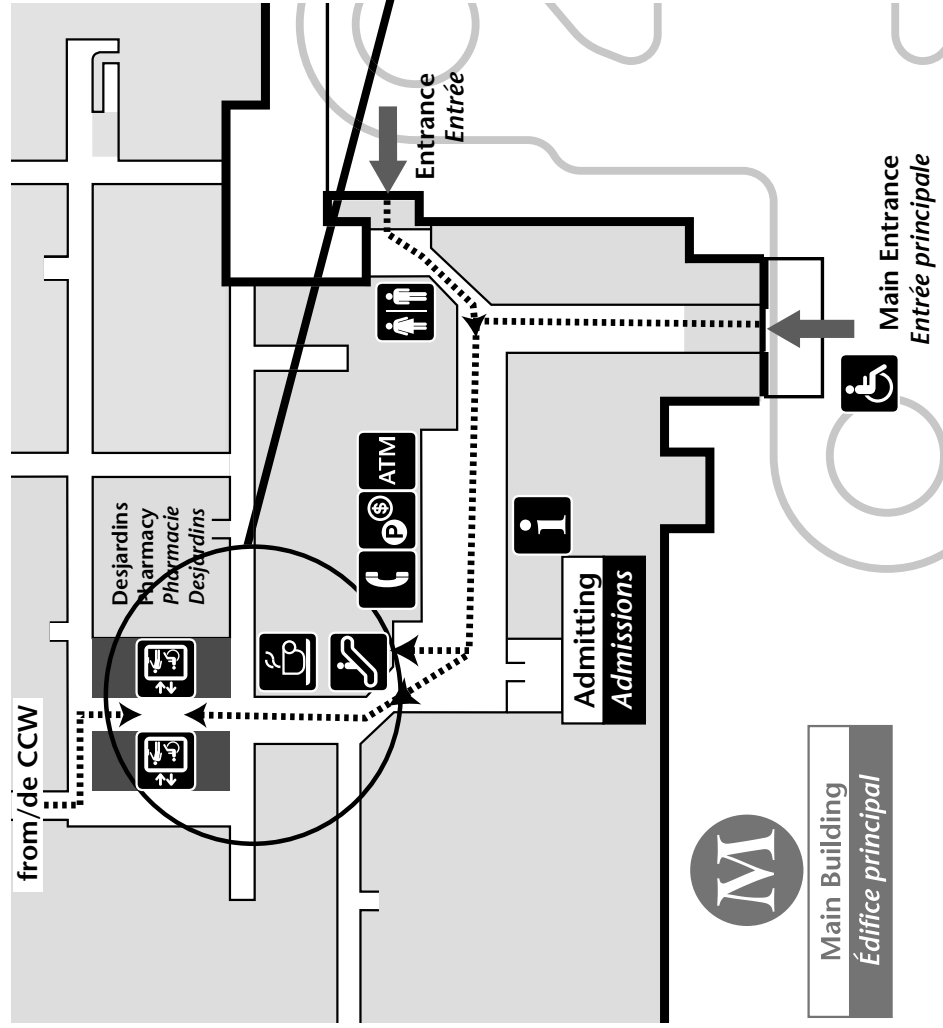 from/de CCW
Desjardins
Pharmacy
Pharmacie
Desjardins
ATM
P
$
i
Entrance
Entrée
Main Entrance
Entrée principale
Admitting
Admissions
M
Main Building
Édifice principal